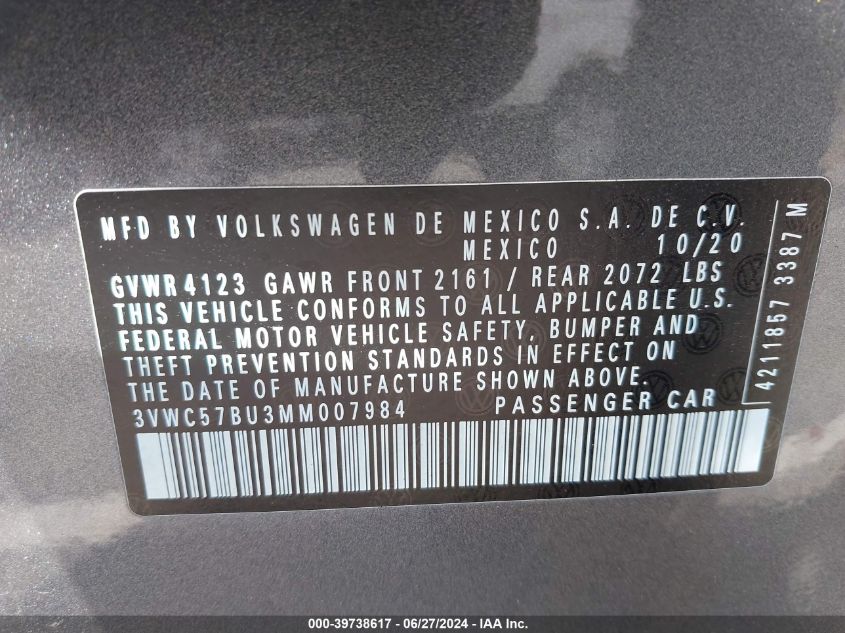 MFD BY VOLKSWAGEN DE MEXICO S.A. DE C.V.
MEXICO 10/20
GVWR 4123 GAWR FRONT 2161 / REAR 2072 LBS
THIS VEHICLE CONFORMS TO ALL APPLICABLE U.S.
FEDERAL MOTOR VEHICLE SAFETY, BUMPER AND
THEFT PREVENTION STANDARDS IN EFFECT ON
THE DATE OF MANUFACTURE SHOWN ABOVE.
3VWC57BU3MM007984 PASSENGER CAR
4211857 3387 M
000-39738617 - 06/27/2024 - IAA Inc.